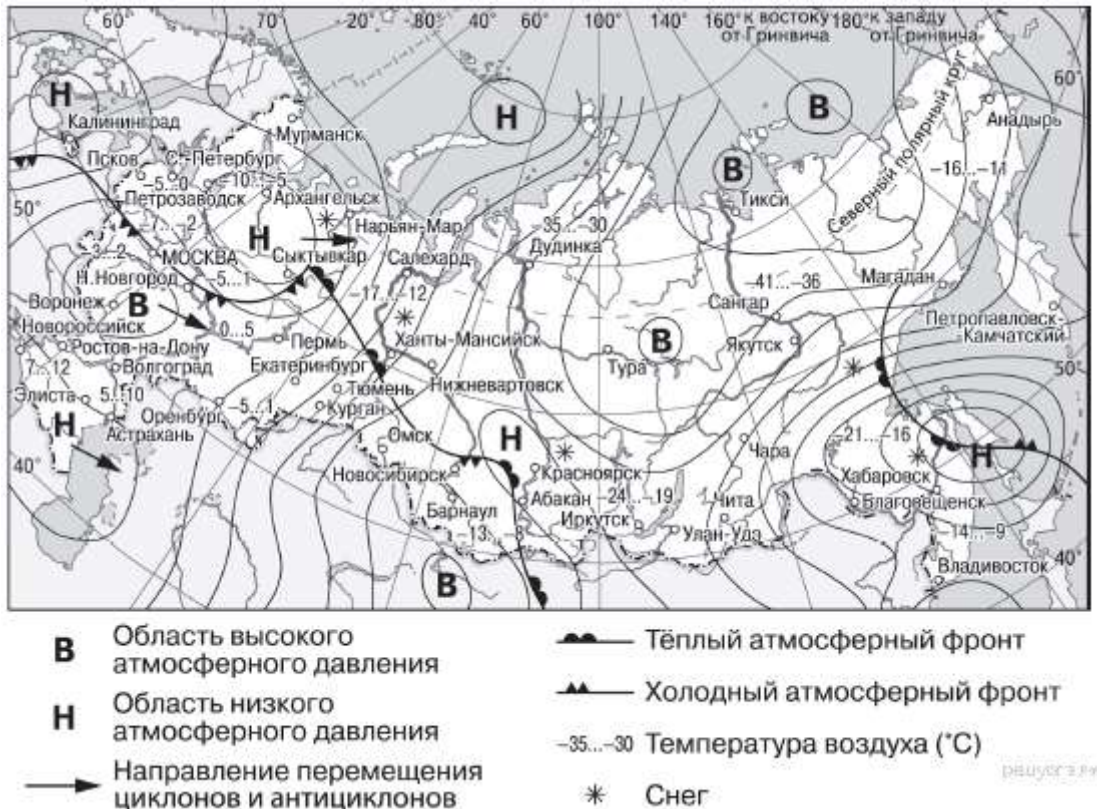 60° 70° 20° 30° 40° 60° 80° 100° 120° 140° 160° к востоку 180° к западу
от Гринвича от Гринвича
60°
Н
Н
В
Калининград
Мурманск
Анадырь
Северный полярный круг
Псков
С.-Петербург
В
-5...0
-10...-5
-16...-11
50°
Петрозаводск
Архангельск
Тикси
-7...-2
Нарьян-Мар
-35...-30
Н
Дудинка
МОСКВА
Сыктывкар
Салехард
Магадан
Н.Новгород
-5...1
-17...-12
-41...-36
Сангар
Воронеж
В
Петропавловск-
Камчатский
Новороссийск
0...5
Пермь
Ханты-Мансийск
В
Якутск
Ростов-на-Дону
Екатеринбург
Тура
50°
7...12
Волгоград
Тюмень
Нижневартовск
Элиста
5...10
Оренбург
-5...1
Курган
Н
Астрахань
Омск
Н
-21...-16
Чара
Н
40°
Новосибирск
Красноярск
Хабаровск
Абакан
-24...-19
Чита
Благовещенск
Барнаул
Иркутск
-13...-8
Улан-Удэ
-14...-9
В
Владивосток
40°
В Область высокого
атмосферного давления
Н Область низкого
атмосферного давления
Направление перемещения
циклонов и антициклонов
Тёплый атмосферный фронт
Холодный атмосферный фронт
-35...-30 Температура воздуха (°C)
Снег